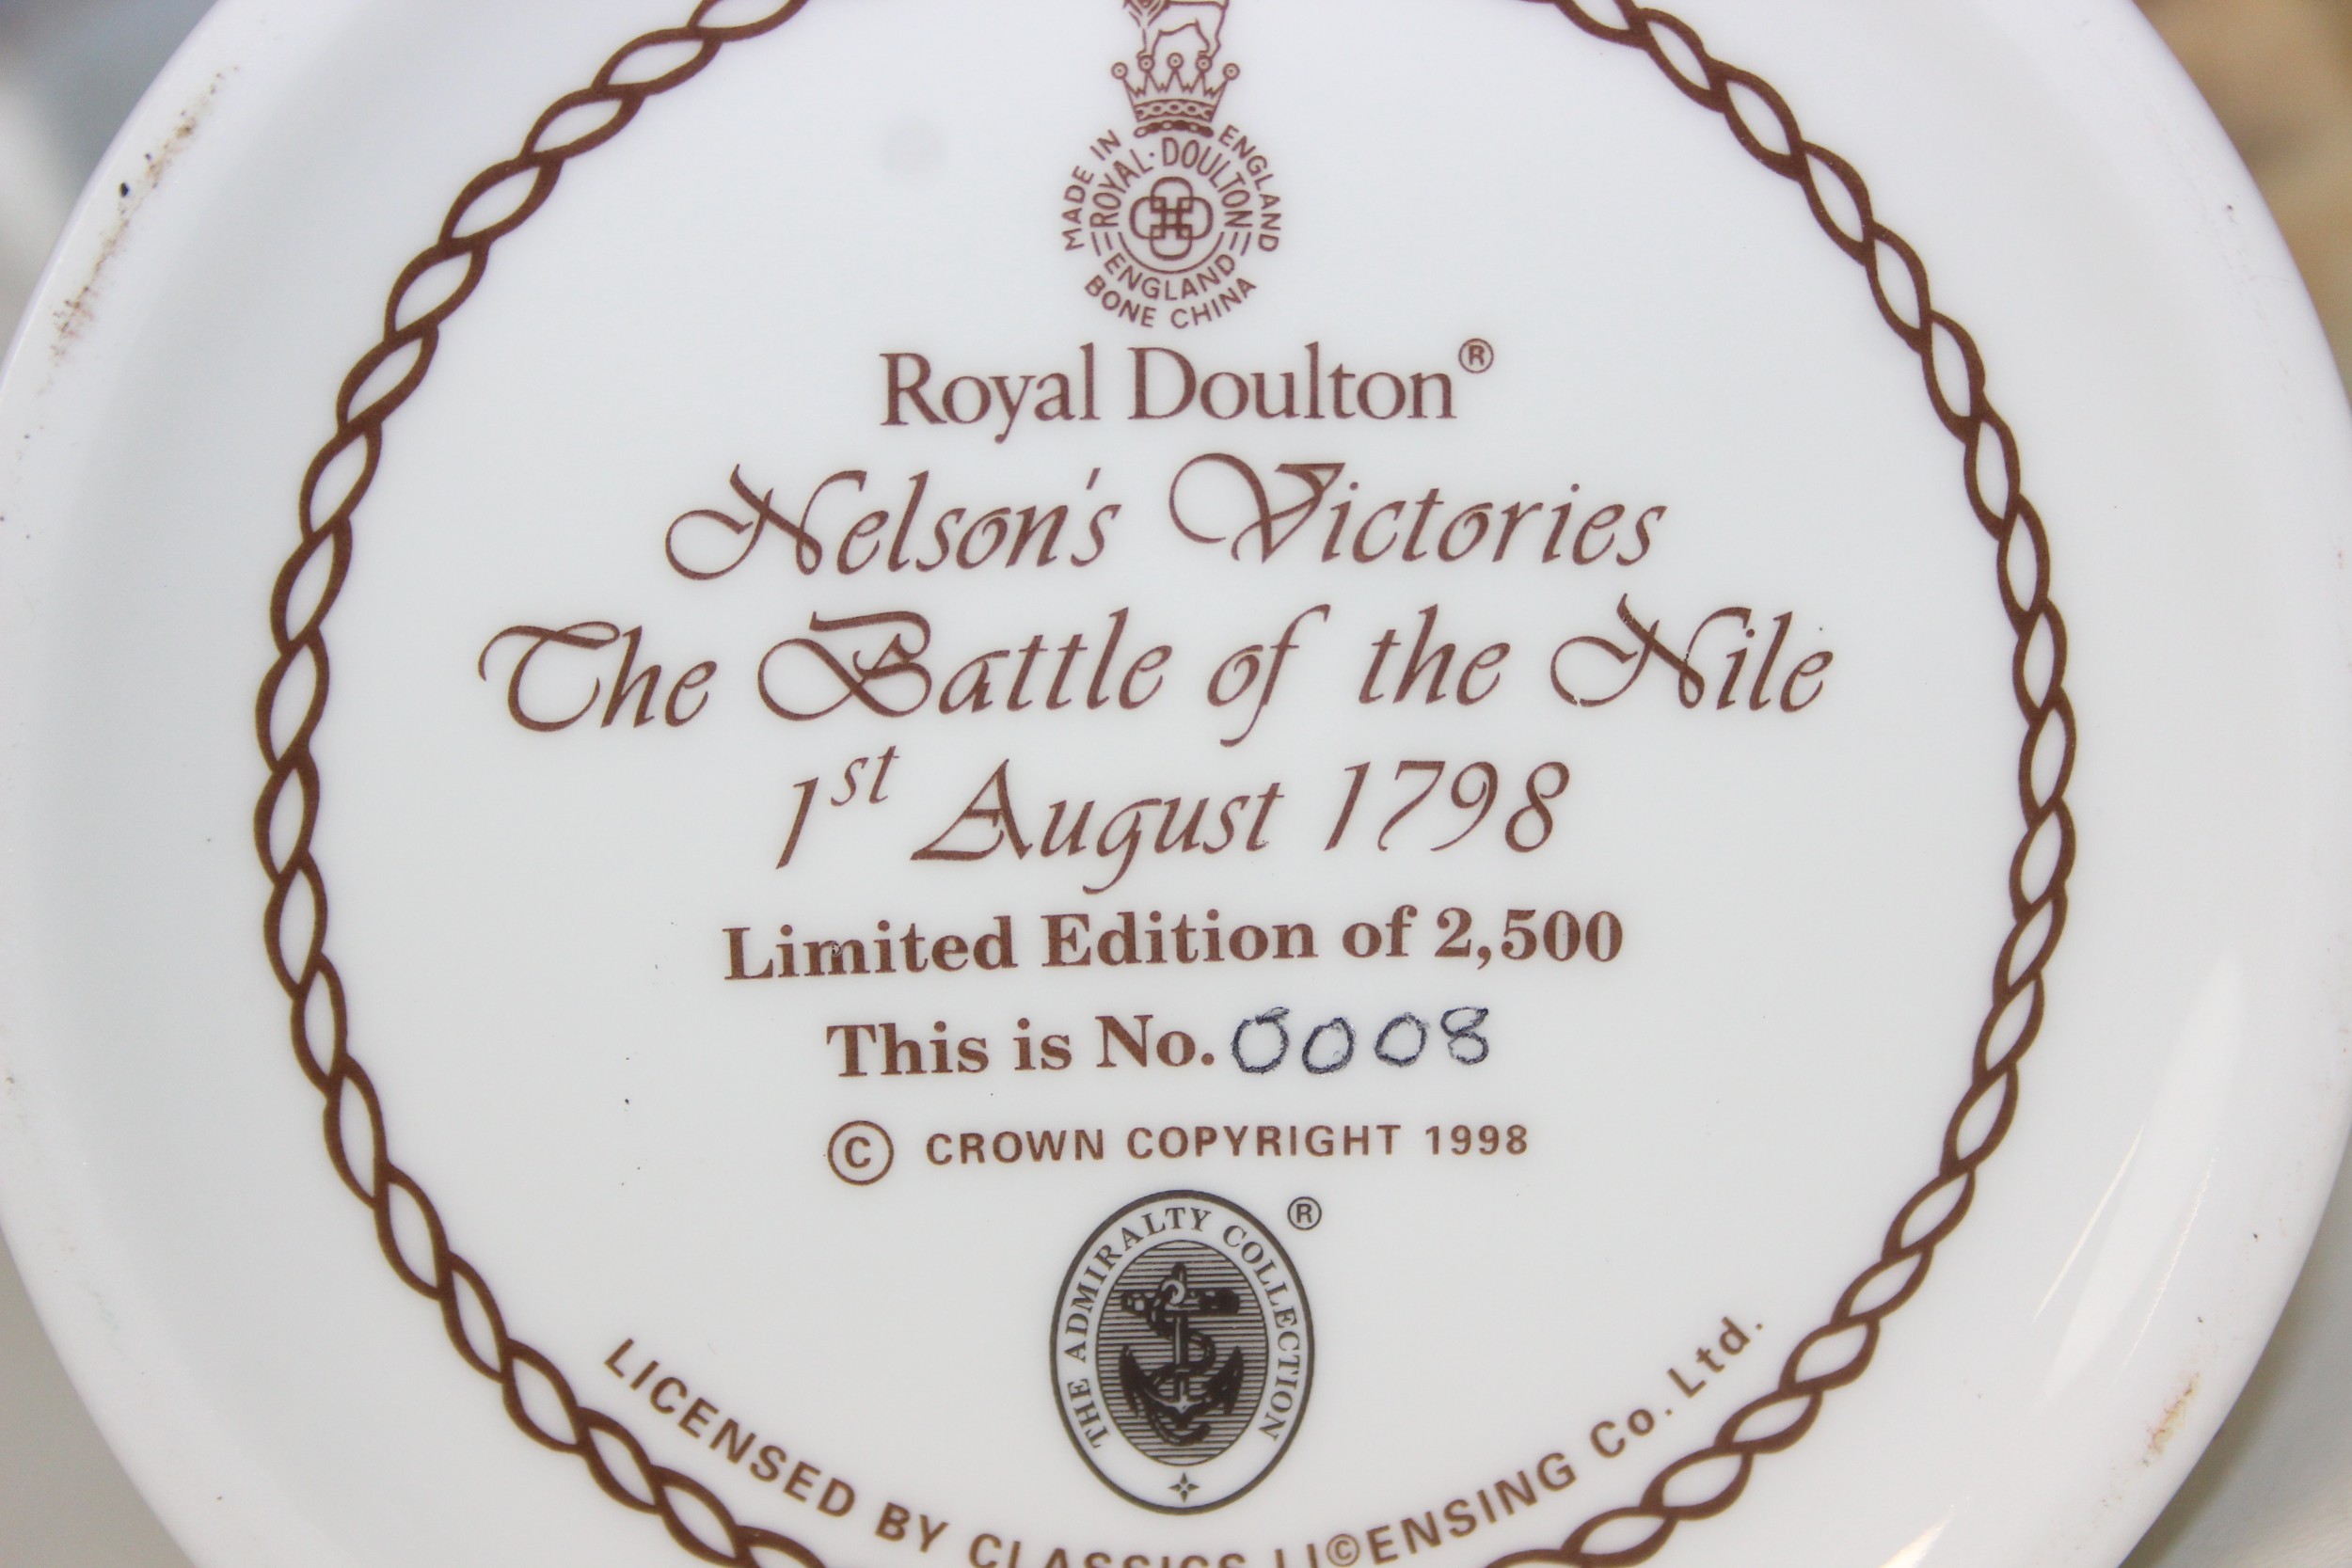 MADE IN ENGLAND
ROYAL·DOULTON
ENGLAND
BONE CHINA
Royal Doulton®
Nelson's Victories
The Battle of the Nile
1st August 1798
Limited Edition of 2,500
This is No. 0008
© CROWN COPYRIGHT 1998
THE ADMIRALTY COLLECTION ®
LICENSED BY CLASSICS LI©ENSING Co. Ltd.